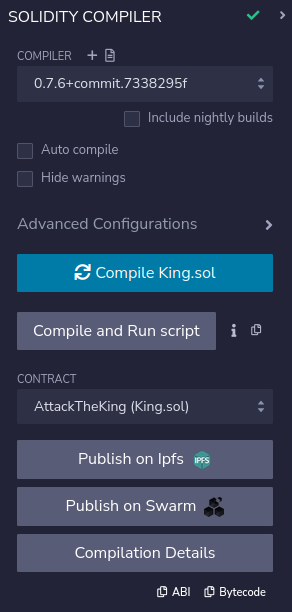 SOLIDITY COMPILER
COMPILER
0.7.6+commit.7338295f
Include nightly builds
Auto compile
Hide warnings
Advanced Configurations
Compile King.sol
Compile and Run script
CONTRACT
AttackTheKing (King.sol)
Publish on Ipfs IPFS
Publish on Swarm
Compilation Details
ABI Bytecode